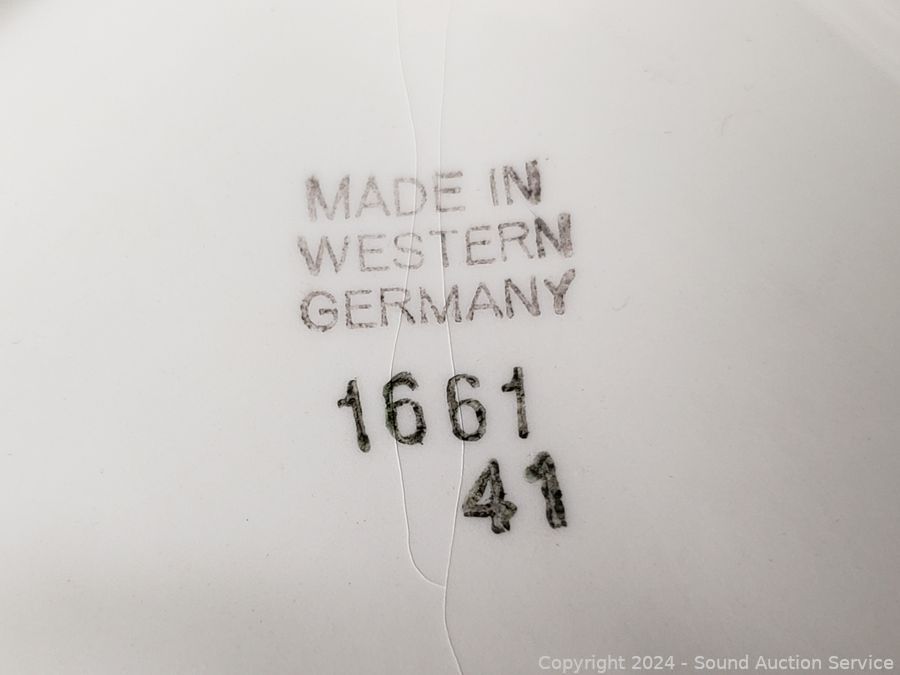 MADE IN
WESTERN
GERMANY
1661
41
Copyright 2024 - Sound Auction Service